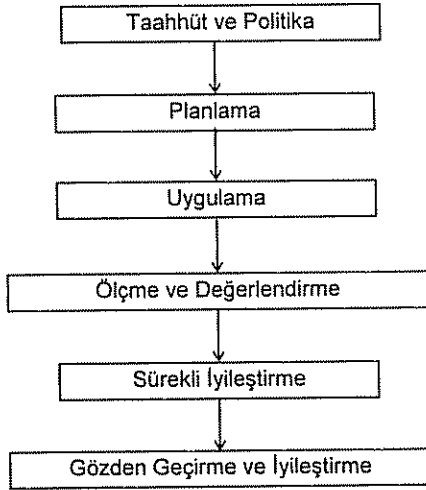 Taahhüt ve Politika
Planlama
Uygulama
Ölçme ve Değerlendirme
Sürekli İyileştirme
Gözden Geçirme ve İyileştirme